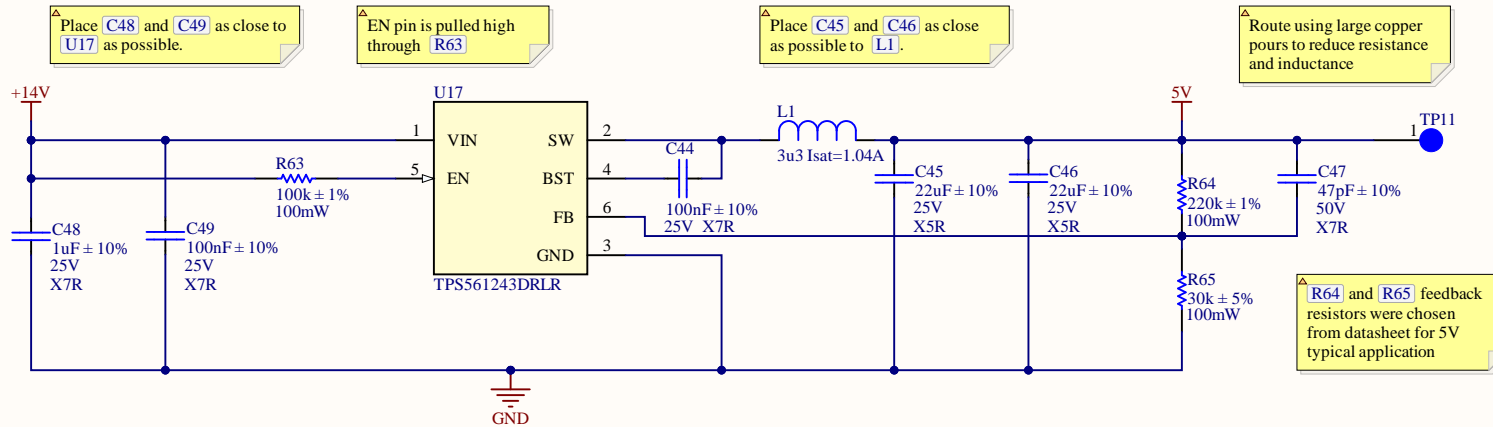 Place C48 and C49 as close to
U17 as possible.
EN pin is pulled high
through R63
Place C45 and C46 as close
as possible to L1.
Route using large copper
pours to reduce resistance
and inductance
+14V
U17
1
VIN
5
EN
SW
2
BST
4
FB
6
GND
3
TPS561243DRLR
R63
100k ± 1%
100mW
C48
1uF ± 10%
25V
X7R
C49
100nF ± 10%
25V
X7R
C44
100nF ± 10%
25V X7R
L1
3u3 Isat=1.04A
C45
22uF ± 10%
25V
X5R
C46
22uF ± 10%
25V
X5R
5V
R64
220k ± 1%
100mW
C47
47pF ± 10%
50V
X7R
1
TP11
R65
30k ± 5%
100mW
R64 and R65 feedback
resistors were chosen
from datasheet for 5V
typical application
GND